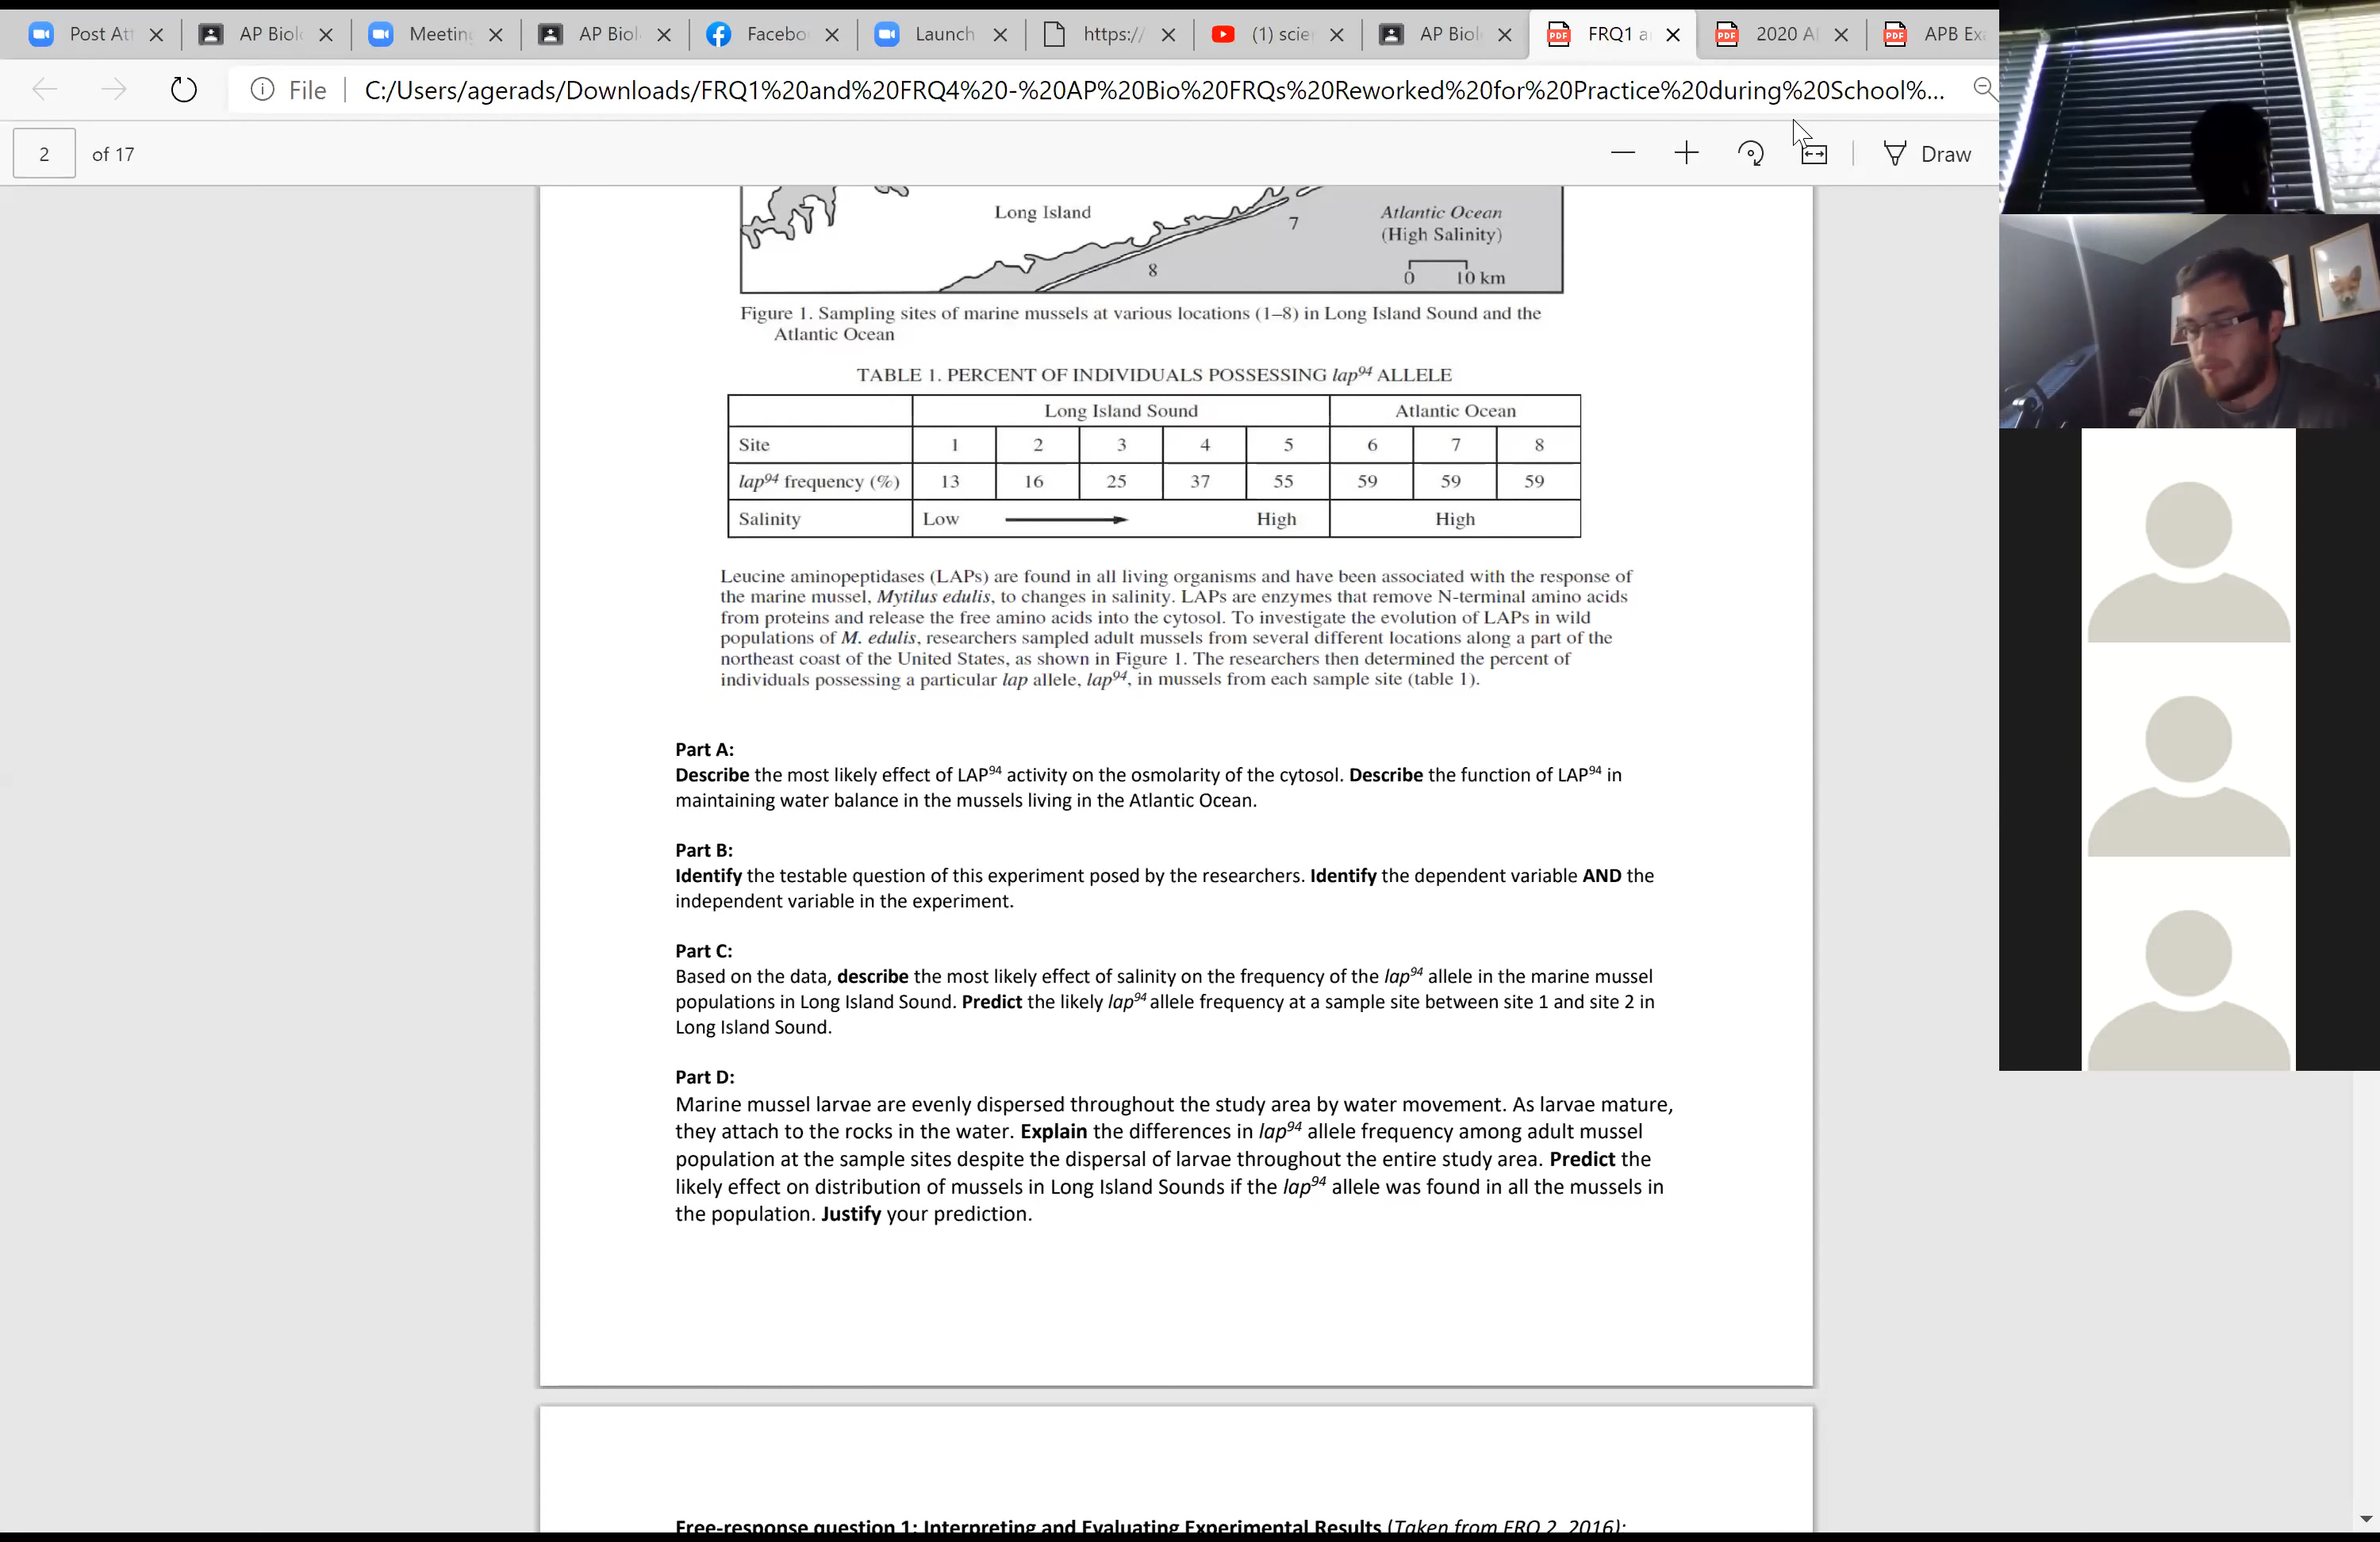 Post At
AP Biol
Meetin
AP Biol
Facebo
Launch
https://
(1) scie
AP Biol
FRQ1 a
2020 A
APB Ex
File
C:/Users/agerads/Downloads/FRQ1%20and%20FRQ4%20-%20AP%20Bio%20FRQs%20Reworked%20for%20Practice%20during%20School%...
2 of 17
Draw
Long Island
7
Atlantic Ocean
(High Salinity)
8
0 10 km
Figure 1. Sampling sites of marine mussels at various locations (1–8) in Long Island Sound and the
Atlantic Ocean
TABLE 1. PERCENT OF INDIVIDUALS POSSESSING lap94 ALLELE
Long Island Sound Atlantic Ocean
Site 1 2 3 4 5 6 7 8
lap94 frequency (%) 13 16 25 37 55 59 59 59
Salinity Low High High
Leucine aminopeptidases (LAPs) are found in all living organisms and have been associated with the response of
the marine mussel, Mytilus edulis, to changes in salinity. LAPs are enzymes that remove N-terminal amino acids
from proteins and release the free amino acids into the cytosol. To investigate the evolution of LAPs in wild
populations of M. edulis, researchers sampled adult mussels from several different locations along a part of the
northeast coast of the United States, as shown in Figure 1. The researchers then determined the percent of
individuals possessing a particular lap allele, lap94, in mussels from each sample site (table 1).
Part A:
Describe the most likely effect of LAP94 activity on the osmolarity of the cytosol. Describe the function of LAP94 in
maintaining water balance in the mussels living in the Atlantic Ocean.
Part B:
Identify the testable question of this experiment posed by the researchers. Identify the dependent variable AND the
independent variable in the experiment.
Part C:
Based on the data, describe the most likely effect of salinity on the frequency of the lap94 allele in the marine mussel
populations in Long Island Sound. Predict the likely lap94 allele frequency at a sample site between site 1 and site 2 in
Long Island Sound.
Part D:
Marine mussel larvae are evenly dispersed throughout the study area by water movement. As larvae mature,
they attach to the rocks in the water. Explain the differences in lap94 allele frequency among adult mussel
population at the sample sites despite the dispersal of larvae throughout the entire study area. Predict the
likely effect on distribution of mussels in Long Island Sounds if the lap94 allele was found in all the mussels in
the population. Justify your prediction.
Free-response question 1: Interpreting and Evaluating Experimental Results (Taken from FRQ 2, 2016):